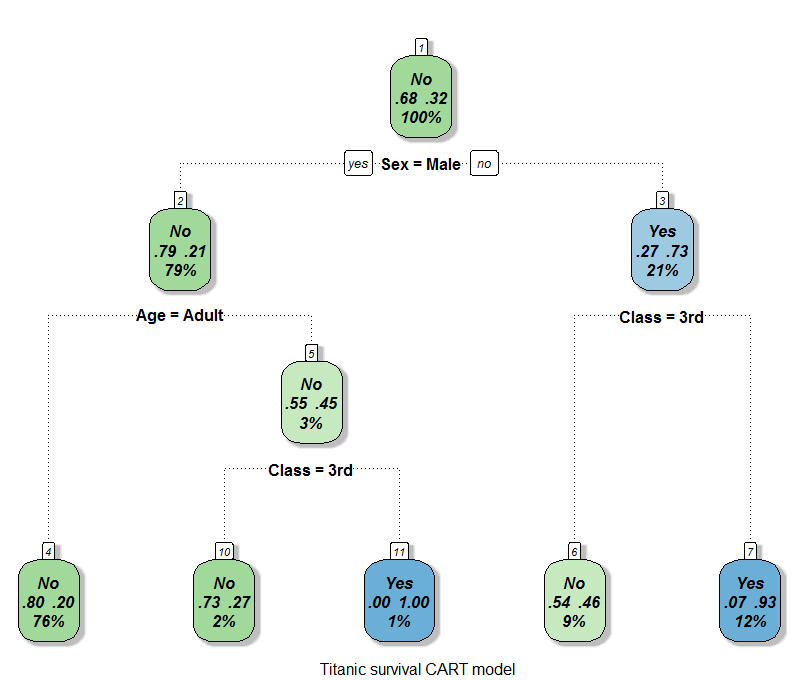 1
No
.68 .32
100%
yes Sex = Male no
2
No
.79 .21
79%
3
Yes
.27 .73
21%
Age = Adult
Class = 3rd
5
No
.55 .45
3%
Class = 3rd
4
No
.80 .20
76%
10
No
.73 .27
2%
11
Yes
.00 1.00
1%
6
No
.54 .46
9%
7
Yes
.07 .93
12%
Titanic survival CART model